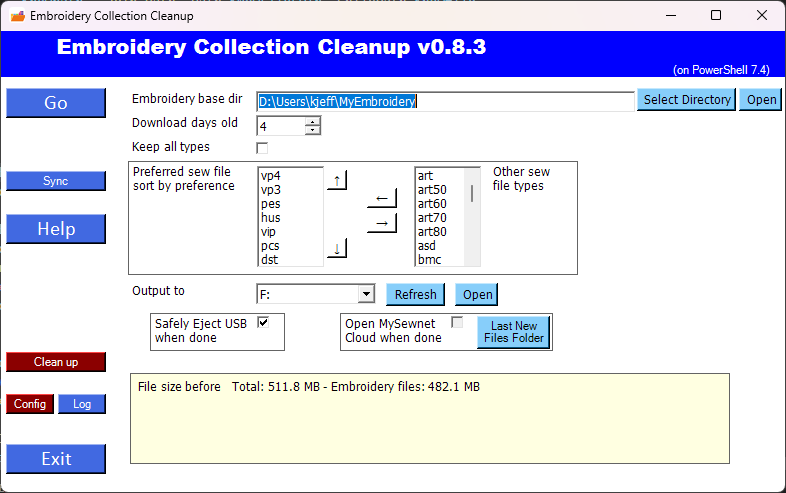 Embroidery Collection Cleanup
Embroidery Collection Cleanup v0.8.3
(on PowerShell 7.4)
Go
Embroidery base dir
D:\Users\kjeff\MyEmbroidery
Select Directory
Open
Download days old
4
Keep all types
Sync
Help
Preferred sew file
sort by preference
vp4
vp3
pes
hus
vip
pcs
dst
↑
↓
←
→
art
art50
art60
art70
art80
asd
bmc
Other sew
file types
Output to
F:
Refresh
Open
Safely Eject USB
when done
Open MySewnet
Cloud when done
Last New
Files Folder
Clean up
Config
Log
Exit
File size before Total: 511.8 MB - Embroidery files: 482.1 MB